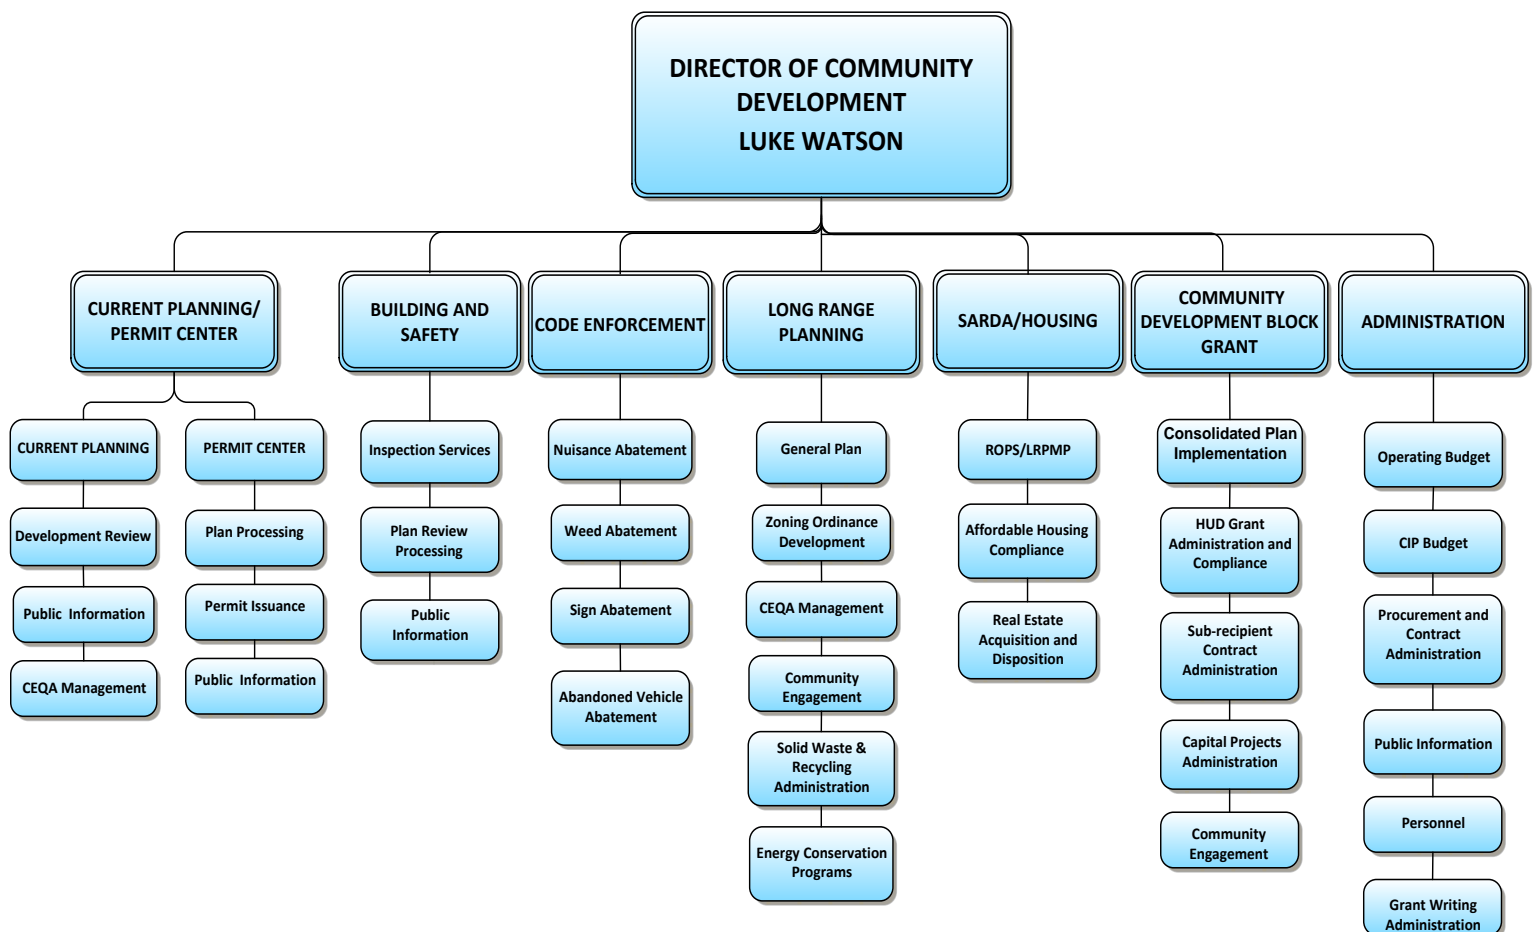 DIRECTOR OF COMMUNITY
DEVELOPMENT
LUKE WATSON
CURRENT PLANNING/
PERMIT CENTER
BUILDING AND
SAFETY
CODE ENFORCEMENT
LONG RANGE
PLANNING
SARDA/HOUSING
COMMUNITY
DEVELOPMENT BLOCK
GRANT
ADMINISTRATION
CURRENT PLANNING
Development Review
Public Information
CEQA Management
PERMIT CENTER
Plan Processing
Permit Issuance
Public Information
Inspection Services
Plan Review
Processing
Public
Information
Nuisance Abatement
Weed Abatement
Sign Abatement
Abandoned Vehicle
Abatement
General Plan
Zoning Ordinance
Development
CEQA Management
Community
Engagement
Solid Waste &
Recycling
Administration
Energy Conservation
Programs
ROPS/LRPMP
Affordable Housing
Compliance
Real Estate
Acquisition and
Disposition
Consolidated Plan
Implementation
HUD Grant
Administration and
Compliance
Sub-recipient
Contract
Administration
Capital Projects
Administration
Community
Engagement
Operating Budget
CIP Budget
Procurement and
Contract
Administration
Public Information
Personnel
Grant Writing
Administration